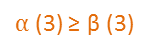 α (3) ≥ β (3)